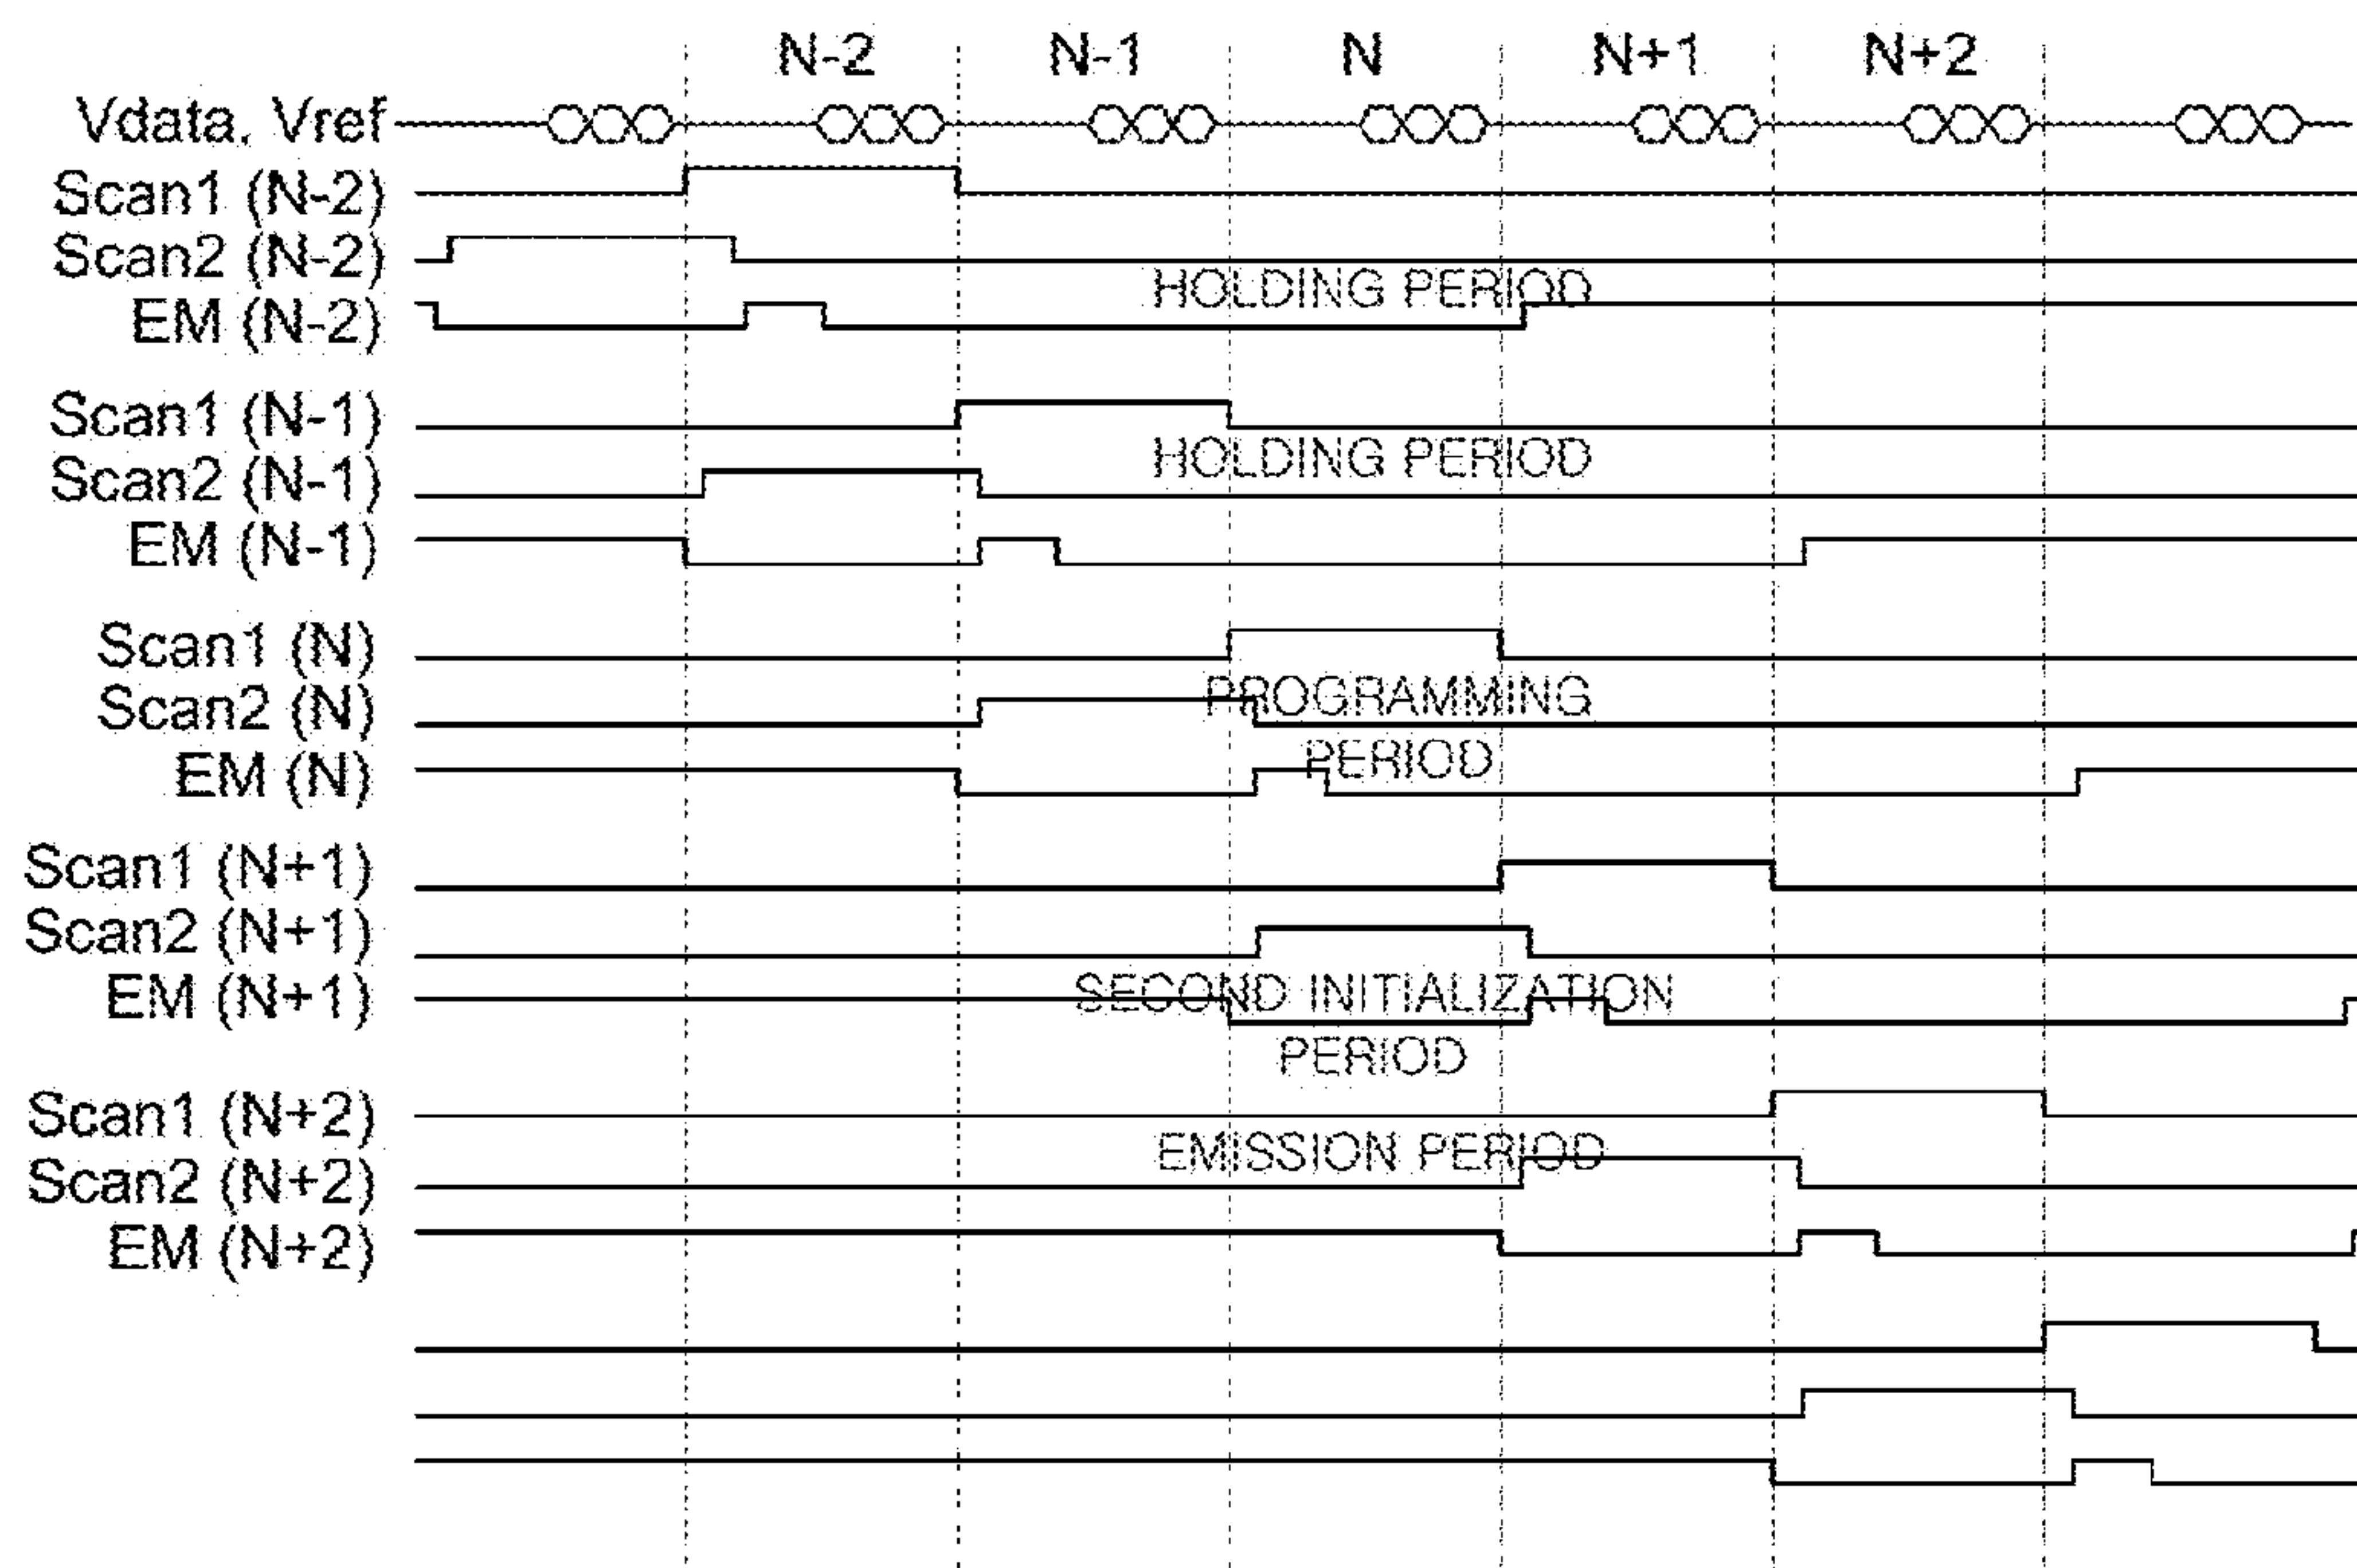 N-2 N-1 N N+1 N+2
Vdata, Vref
Scan1 (N-2)
Scan2 (N-2)
HOLDING PERIOD
EM (N-2)
Scan1 (N-1)
HOLDING PERIOD
Scan2 (N-1)
EM (N-1)
Scan1 (N)
PROGRAMMING
Scan2 (N)
PERIOD
EM (N)
Scan1 (N+1)
Scan2 (N+1)
SECOND INITIALIZATION
EM (N+1)
PERIOD
Scan1 (N+2)
EMISSION PERIOD
Scan2 (N+2)
EM (N+2)